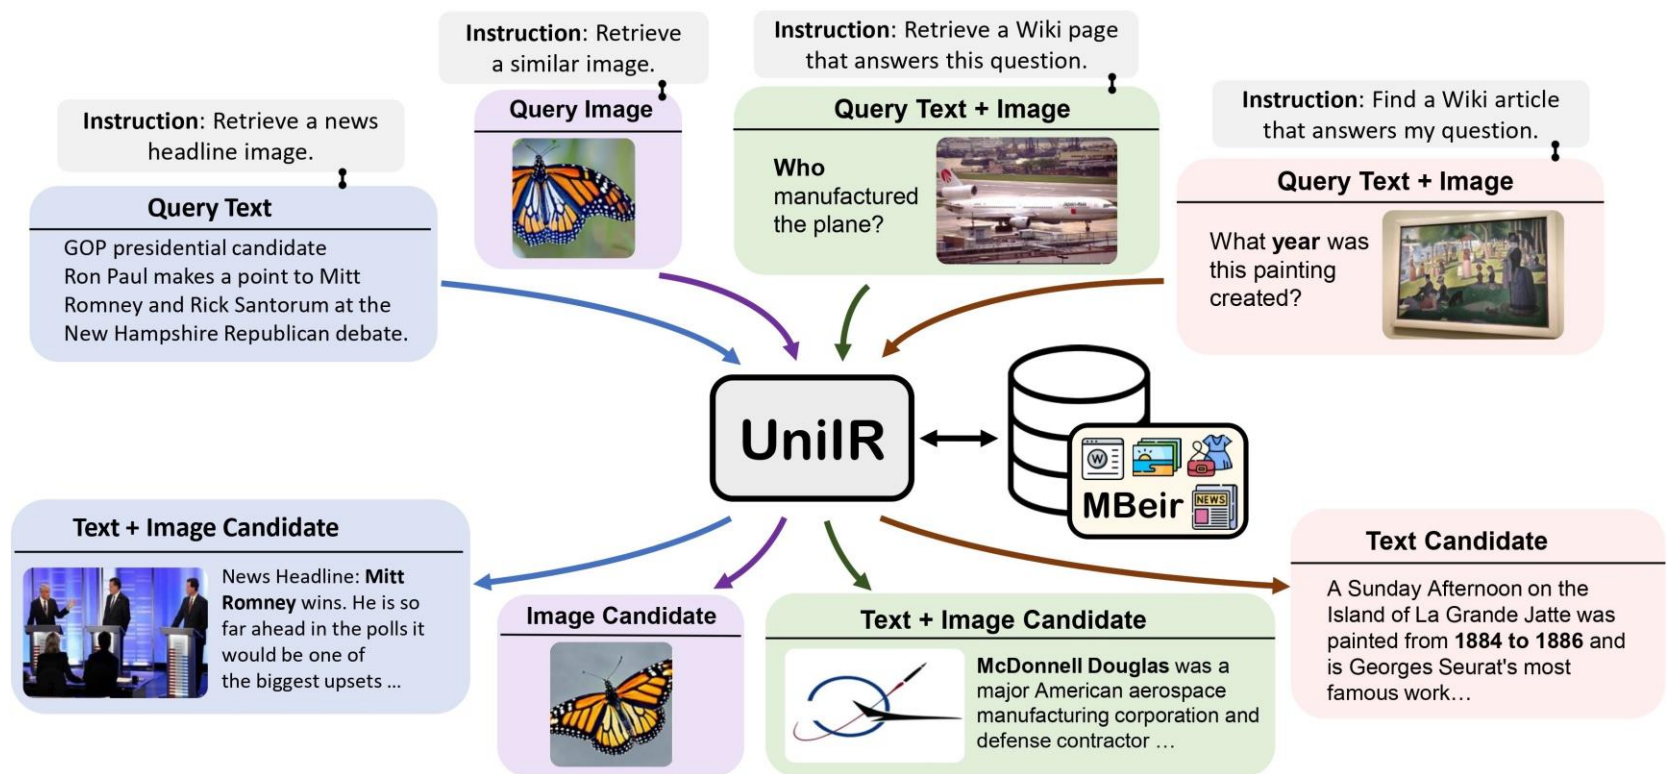 Instruction: Retrieve a news
headline image.
Query Text
GOP presidential candidate
Ron Paul makes a point to Mitt
Romney and Rick Santorum at the
New Hampshire Republican debate.
Instruction: Retrieve
a similar image.
Query Image
Instruction: Retrieve a Wiki page
that answers this question.
Query Text + Image
Who
manufactured
the plane?
Instruction: Find a Wiki article
that answers my question.
Query Text + Image
What year was
this painting
created?
UniIR
W
NEWS
MBeir
Text + Image Candidate
News Headline: Mitt
Romney wins. He is so
far ahead in the polls it
would be one of
the biggest upsets ...
Image Candidate
Text + Image Candidate
McDonnell Douglas was a
major American aerospace
manufacturing corporation and
defense contractor ...
Text Candidate
A Sunday Afternoon on the
Island of La Grande Jatte was
painted from 1884 to 1886 and
is Georges Seurat's most
famous work...